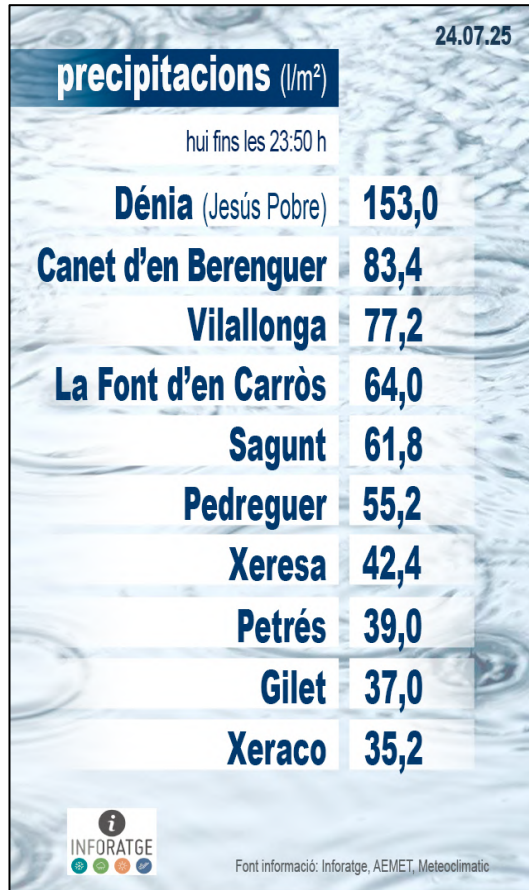 24.07.25
precipitacions (l/m²)
hui fins les 23:50 h
Dénia (Jesús Pobre) 153,0
Canet d'en Berenguer 83,4
Vilallonga 77,2
La Font d'en Carròs 64,0
Sagunt 61,8
Pedreguer 55,2
Xeresa 42,4
Petrés 39,0
Gilet 37,0
Xeraco 35,2
i
INFORATGE
Font informació: Inforatge, AEMET, Meteoclimatic